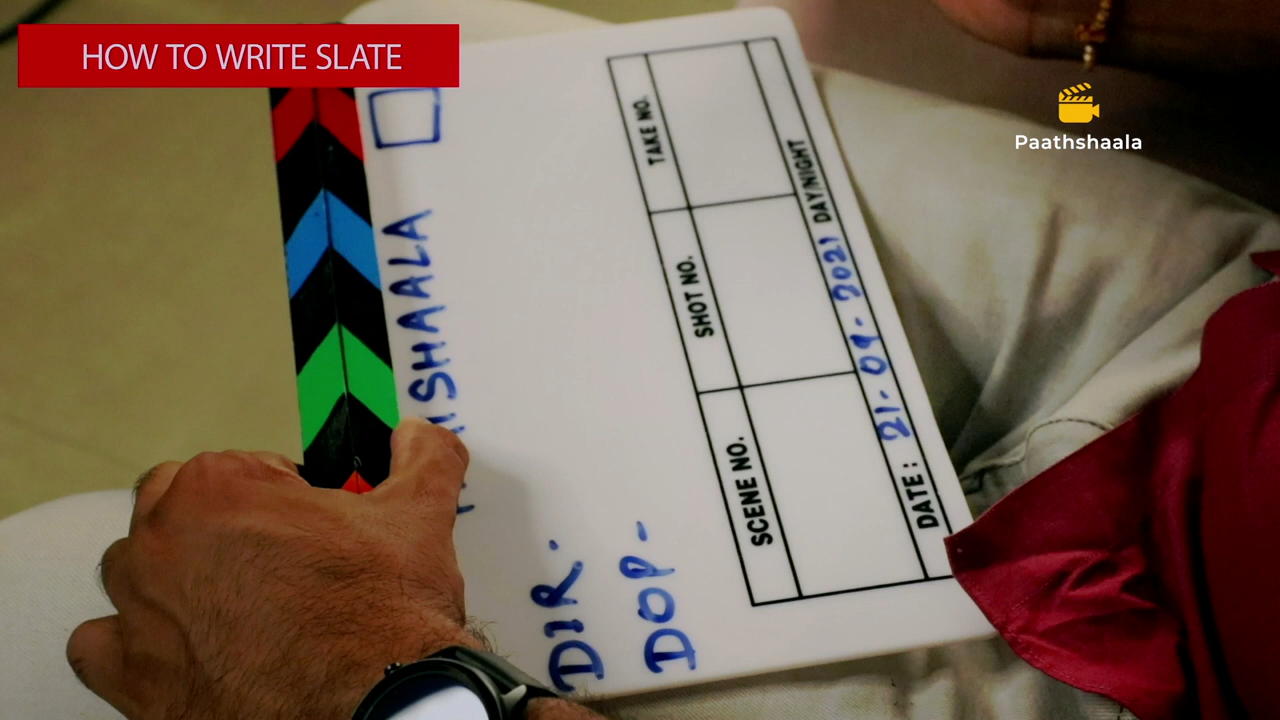 HOW TO WRITE SLATE
Paathshaala
SHAALA
DIR.
DOP-
SCENE NO.
SHOT NO.
TAKE NO.
DATE: 21-09-2021 DAY/NIGHT